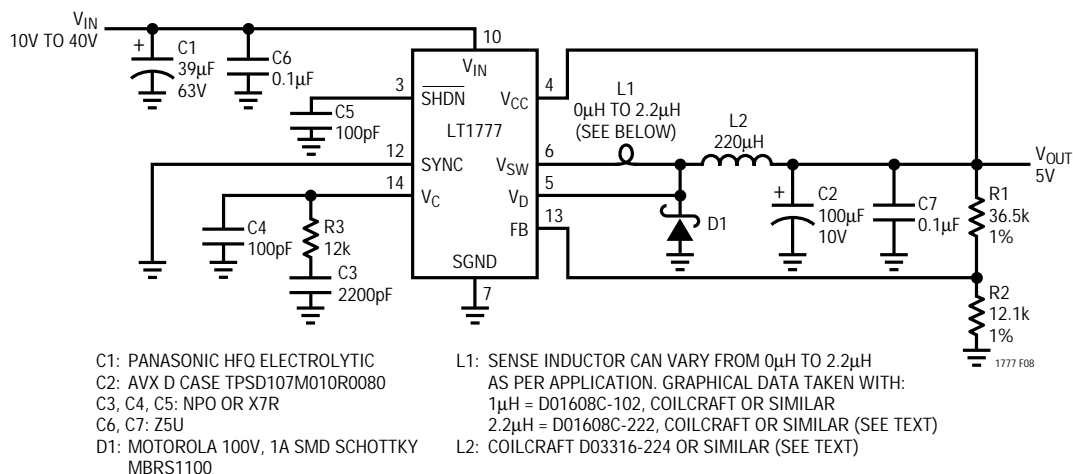 VIN
10V TO 40V
+
C1
39µF
63V
C6
0.1µF
10
VIN
3
SHDN
VCC
4
L1
0µH TO 2.2µH
(SEE BELOW)
C5
100pF
LT1777
L2
220µH
12
SYNC
VSW
6
VOUT
5V
14
VC
VD
5
+
C2
100µF
10V
C7
0.1µF
R1
36.5k
1%
C4
100pF
R3
12k
FB
13
D1
C3
2200pF
SGND
7
R2
12.1k
1%
1777 F08
C1: PANASONIC HFQ ELECTROLYTIC
C2: AVX D CASE TPSD107M010R0080
C3, C4, C5: NPO OR X7R
C6, C7: Z5U
D1: MOTOROLA 100V, 1A SMD SCHOTTKY
MBRS1100
L1: SENSE INDUCTOR CAN VARY FROM 0µH TO 2.2µH
AS PER APPLICATION. GRAPHICAL DATA TAKEN WITH:
1µH = D01608C-102, COILCRAFT OR SIMILAR
2.2µH = D01608C-222, COILCRAFT OR SIMILAR (SEE TEXT)
L2: COILCRAFT D03316-224 OR SIMILAR (SEE TEXT)